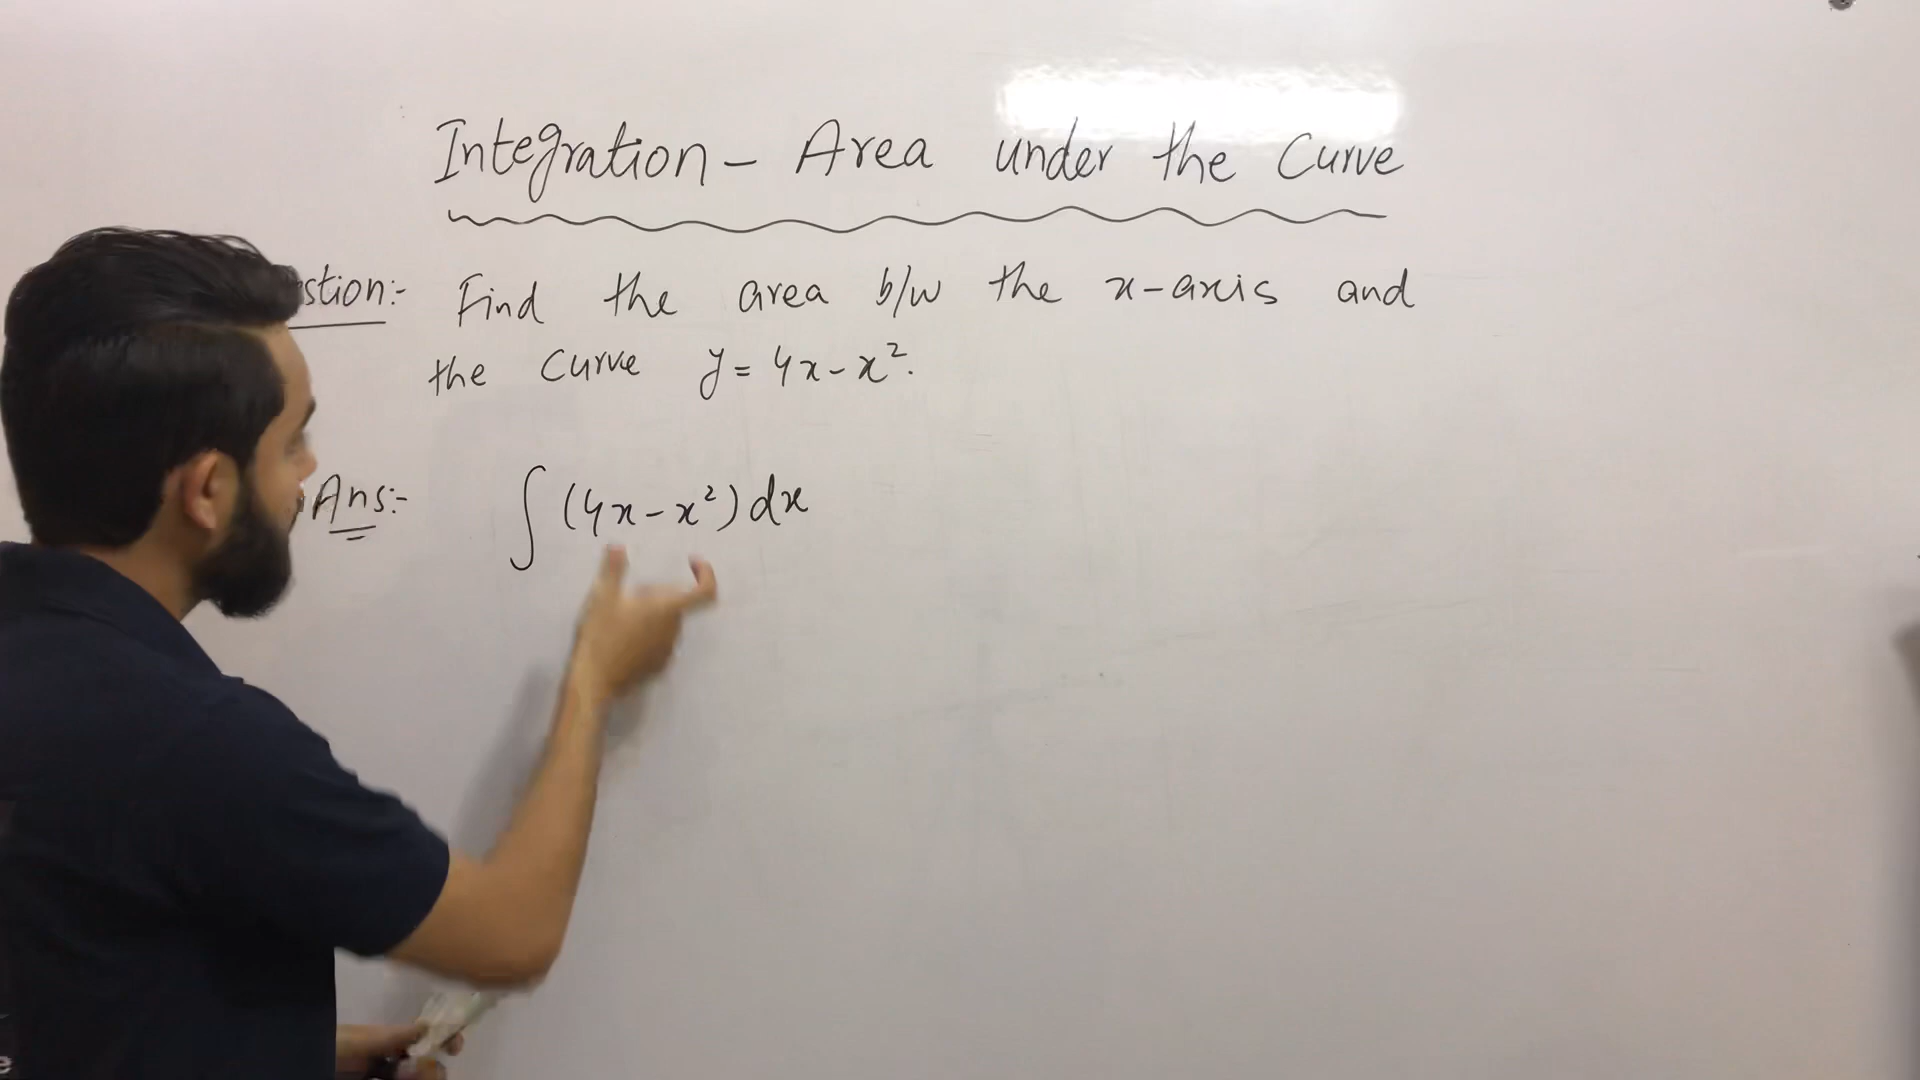 Integration - Area under the Curve
stion:- Find the area b/w the x-axis and
the curve y = 4x - x².
Ans:- ∫ (4x - x²) dx